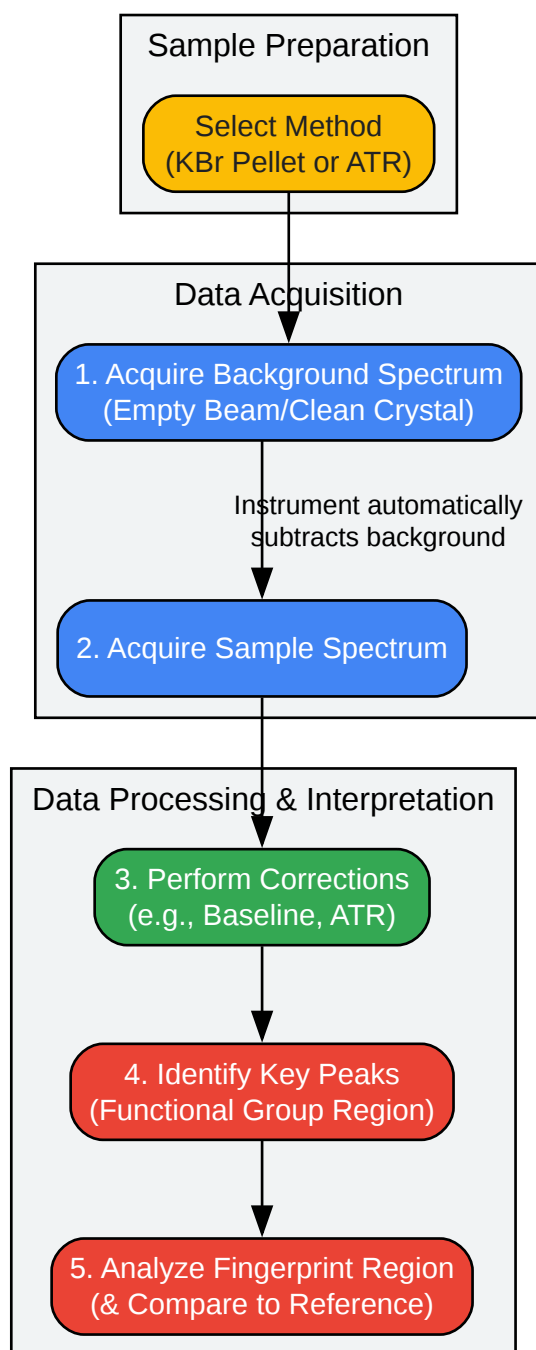 Sample Preparation
Select Method
(KBr Pellet or ATR)
Data Acquisition
1. Acquire Background Spectrum
(Empty Beam/Clean Crystal)
Instrument automatically
subtracts background
2. Acquire Sample Spectrum
Data Processing & Interpretation
3. Perform Corrections
(e.g., Baseline, ATR)
4. Identify Key Peaks
(Functional Group Region)
5. Analyze Fingerprint Region
(& Compare to Reference)